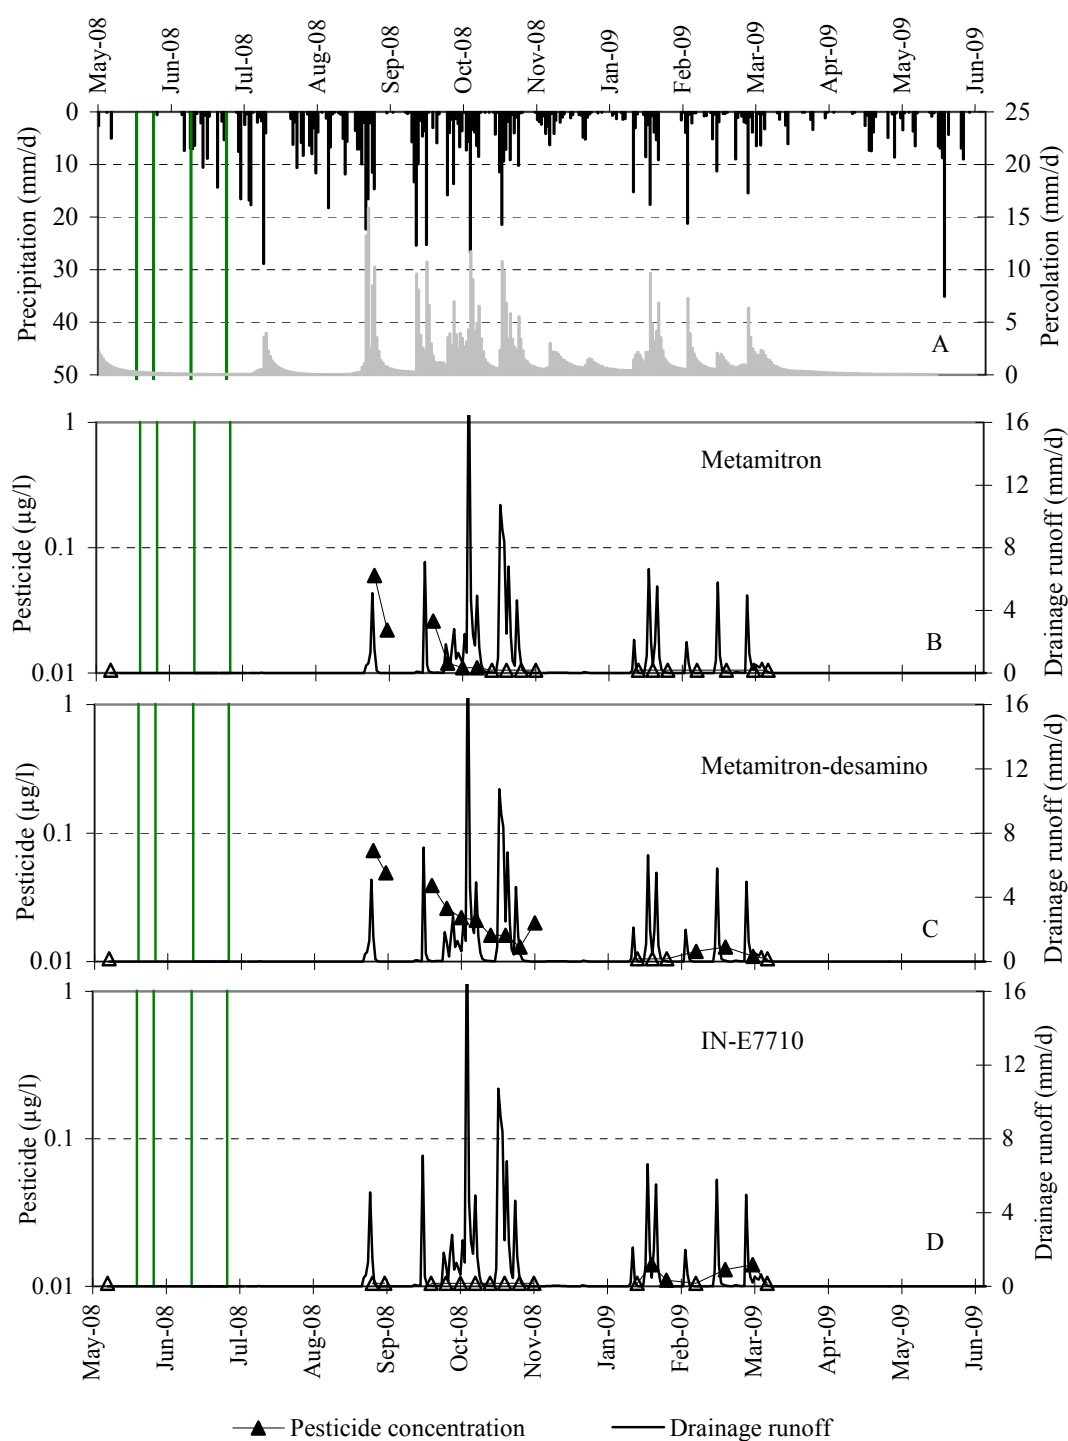 May-08 Jun-08 Jul-08 Aug-08 Sep-08 Oct-08 Nov-08 Jan-09 Feb-09 Mar-09 Apr-09 May-09 Jun-09
Precipitation (mm/d)
0
10
20
30
40
50
25
20
15
10
5
0
Percolation (mm/d)
A
Pesticide (µg/l)
1
0.1
0.01
Metamitron
16
12
8
4
0
Drainage runoff (mm/d)
B
Pesticide (µg/l)
1
0.1
0.01
Metamitron-desamino
16
12
8
4
0
Drainage runoff (mm/d)
C
Pesticide (µg/l)
1
0.1
0.01
IN-E7710
16
12
8
4
0
Drainage runoff (mm/d)
D
May-08 Jun-08 Jul-08 Aug-08 Sep-08 Oct-08 Nov-08 Jan-09 Feb-09 Mar-09 Apr-09 May-09 Jun-09
Pesticide concentration Drainage runoff